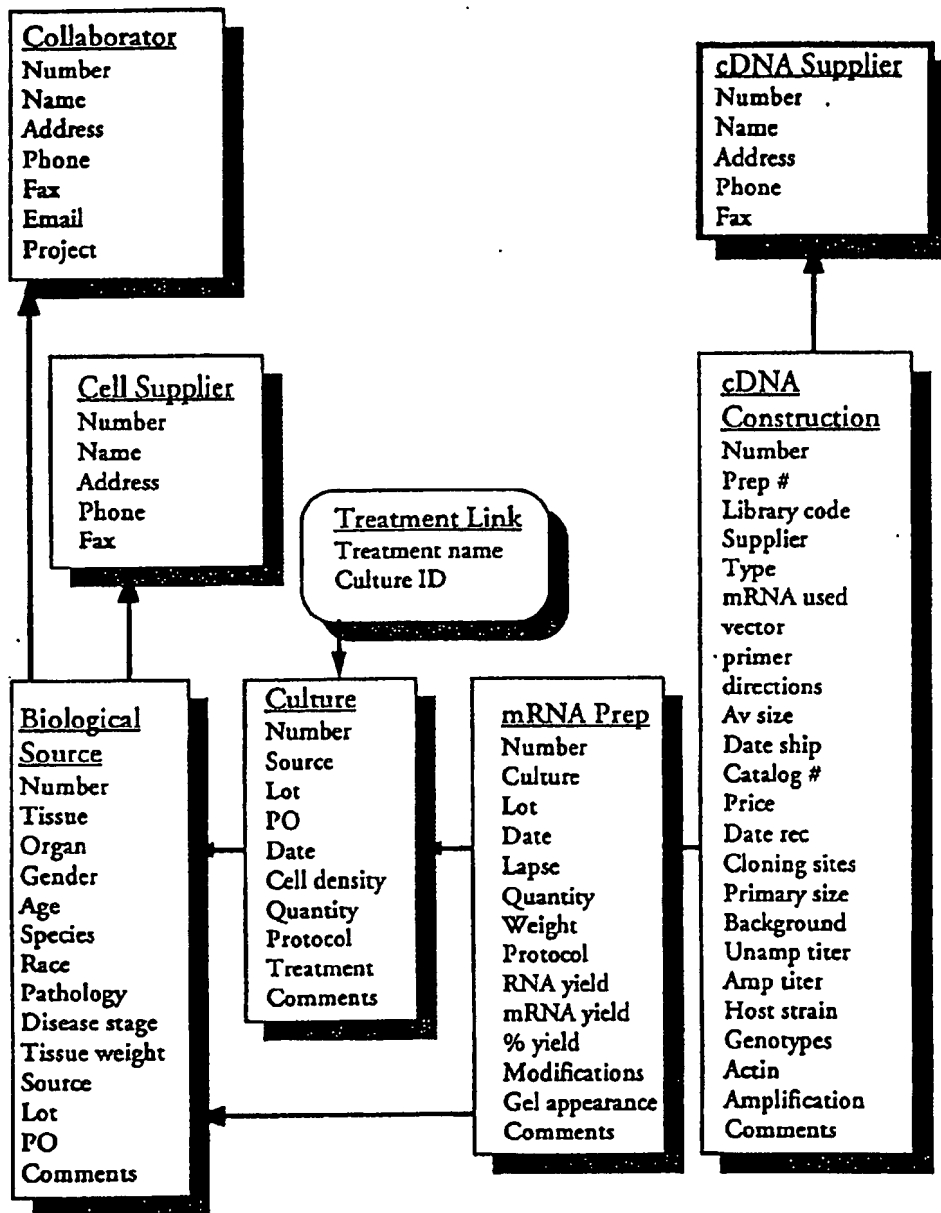 Collaborator
Number
Name
Address
Phone
Fax
Email
Project
cDNA Supplier
Number
Name
Address
Phone
Fax
Cell Supplier
Number
Name
Address
Phone
Fax
Treatment Link
Treatment name
Culture ID
Biological
Source
Number
Tissue
Organ
Gender
Age
Species
Race
Pathology
Disease stage
Tissue weight
Source
Lot
PO
Comments
Culture
Number
Source
Lot
PO
Date
Cell density
Quantity
Protocol
Treatment
Comments
mRNA Prep
Number
Culture
Lot
Date
Lapse
Quantity
Weight
Protocol
RNA yield
mRNA yield
% yield
Modifications
Gel appearance
Comments
cDNA
Construction
Number
Prep #
Library code
Supplier
Type
mRNA used
vector
primer
directions
Av size
Date ship
Catalog #
Price
Date rec
Cloning sites
Primary size
Background
Unamp titer
Amp titer
Host strain
Genotypes
Actin
Amplification
Comments